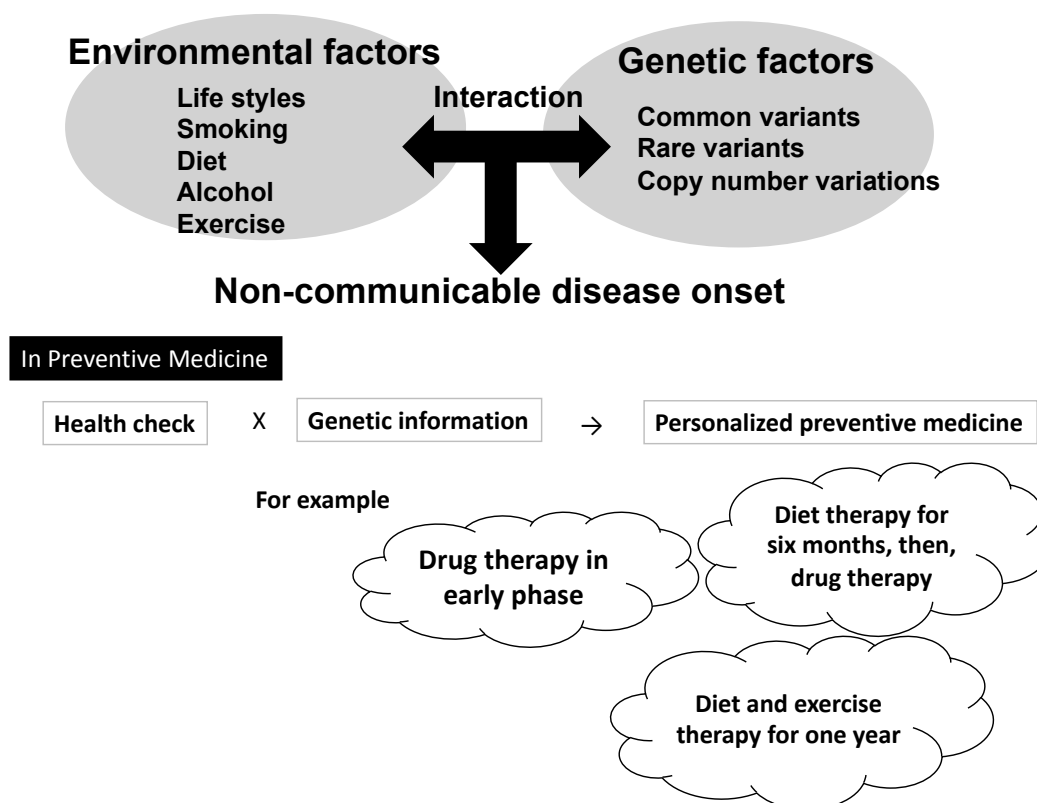 Environmental factors
Life styles
Smoking
Diet
Alcohol
Exercise
Interaction
Genetic factors
Common variants
Rare variants
Copy number variations
Non-communicable disease onset
In Preventive Medicine
Health check X Genetic information → Personalized preventive medicine
For example
Drug therapy in
early phase
Diet therapy for
six months, then,
drug therapy
Diet and exercise
therapy for one year